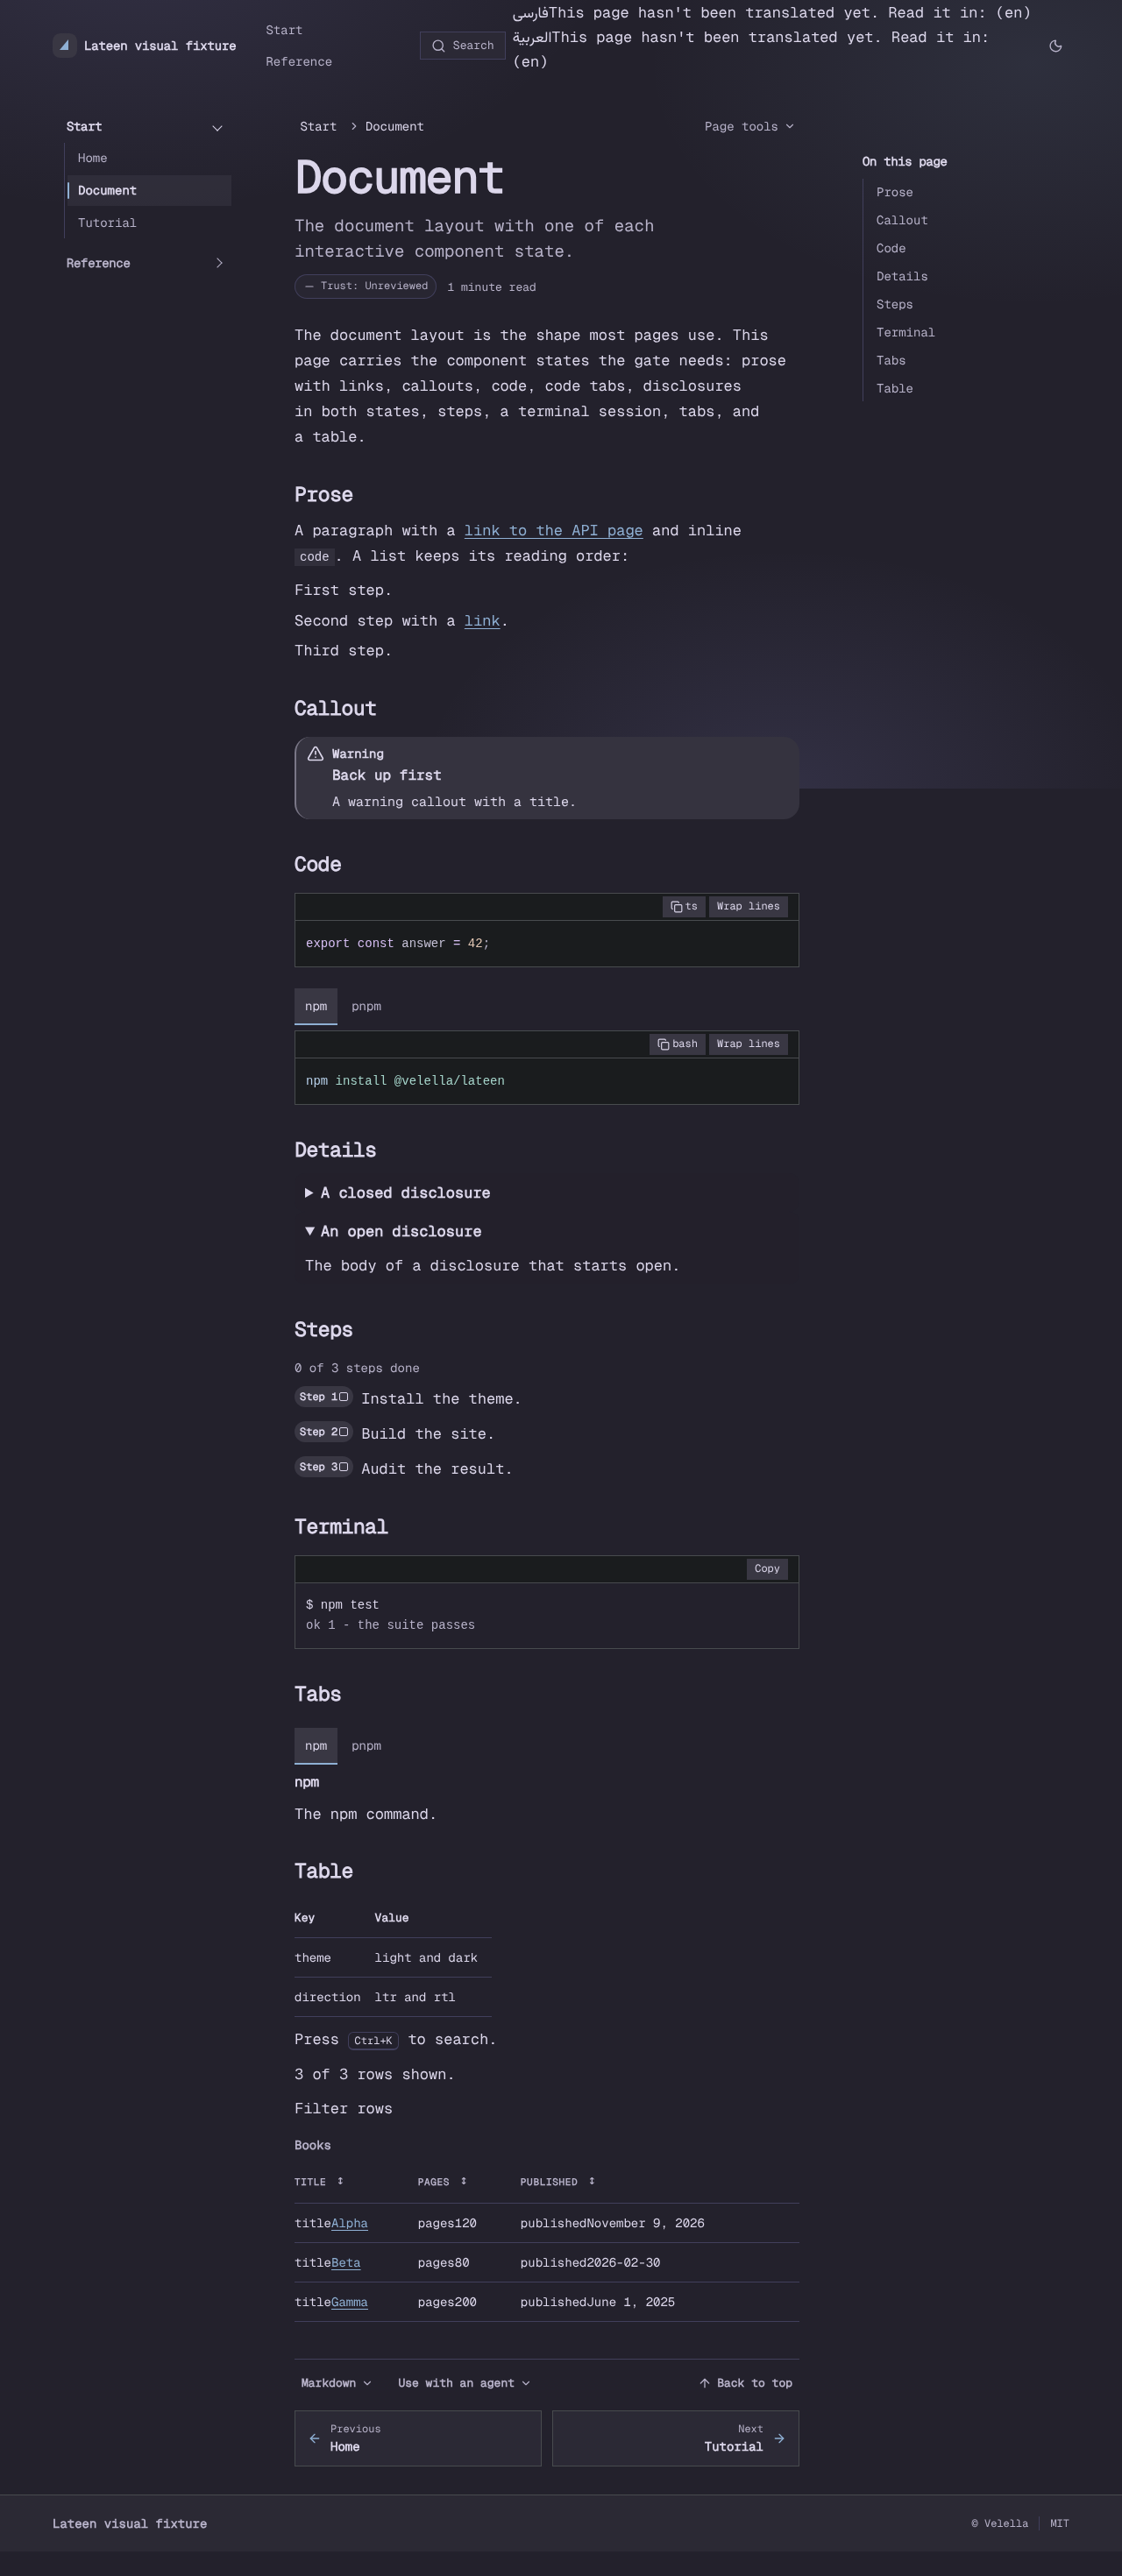 Lateen visual fixture
Start
Reference
Search
فارسیThis page hasn't been translated yet. Read it in: (en)
العربيةThis page hasn't been translated yet. Read it in:
(en)
Start
Home
Document
Tutorial
Reference
Start
Document
Page tools
Document
The document layout with one of each
interactive component state.
Trust: Unreviewed
1 minute read
The document layout is the shape most pages use. This
page carries the component states the gate needs: prose
with links, callouts, code, code tabs, disclosures
in both states, steps, a terminal session, tabs, and
a table.
On this page
Prose
Callout
Code
Details
Steps
Terminal
Tabs
Table
Prose
A paragraph with a link to the API page and inline
code. A list keeps its reading order:
First step.
Second step with a link.
Third step.
Callout
Warning
Back up first
A warning callout with a title.
Code
ts
Wrap lines
export const answer = 42;
npm
pnpm
bash
Wrap lines
npm install @velella/lateen
Details
A closed disclosure
An open disclosure
The body of a disclosure that starts open.
Steps
0 of 3 steps done
Step 1 Install the theme.
Step 2 Build the site.
Step 3 Audit the result.
Terminal
Copy
$ npm test
ok 1 - the suite passes
Tabs
npm
pnpm
npm
The npm command.
Table
Key Value
theme light and dark
direction ltr and rtl
Press Ctrl+K to search.
3 of 3 rows shown.
Filter rows
Books
TITLE ↕ PAGES ↕ PUBLISHED ↕
titleAlpha pages120 publishedNovember 9, 2026
titleBeta pages80 published2026-02-30
titleGamma pages200 publishedJune 1, 2025
Markdown
Use with an agent
Back to top
Previous
Home
Next
Tutorial
Lateen visual fixture
© Velella
MIT